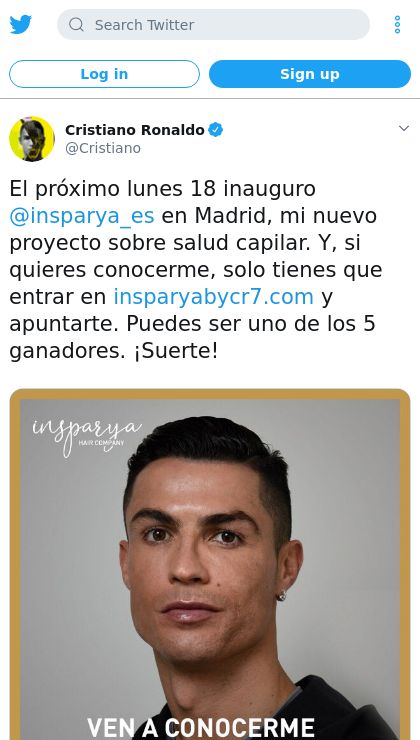 Search Twitter
Log in
Sign up
Cristiano Ronaldo
@Cristiano
El próximo lunes 18 inauguro
@insparya_es en Madrid, mi nuevo
proyecto sobre salud capilar. Y, si
quieres conocerme, solo tienes que
entrar en insparyabycr7.com y
apuntarte. Puedes ser uno de los 5
ganadores. ¡Suerte!
insparya
HAIR COMPANY
VEN A CONOCERME